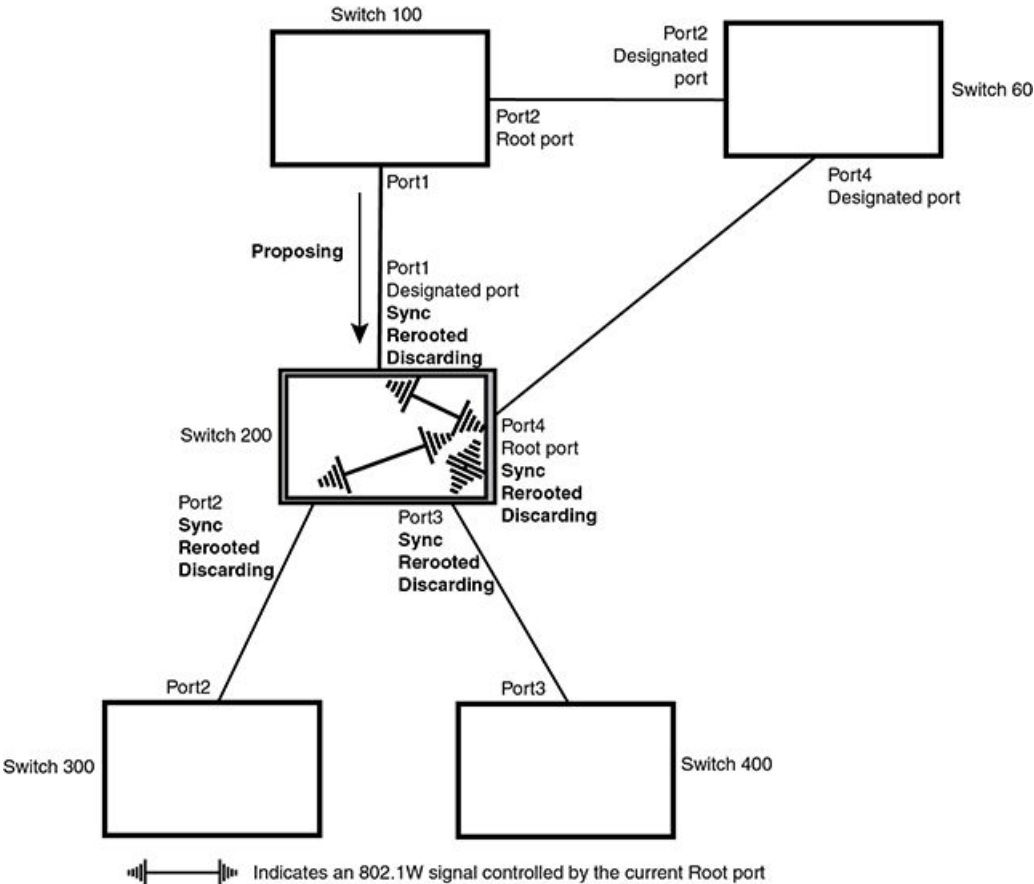 Switch 100
Port2
Designated
port
Switch 60
Port2
Root port
Port1
Port4
Designated port
Proposing
Port1
Designated port
Sync
Rerooted
Discarding
Switch 200
Port4
Root port
Sync
Rerooted
Discarding
Port2
Sync
Rerooted
Discarding
Port3
Sync
Rerooted
Discarding
Port2
Port3
Switch 300
Switch 400
Indicates an 802.1W signal controlled by the current Root port